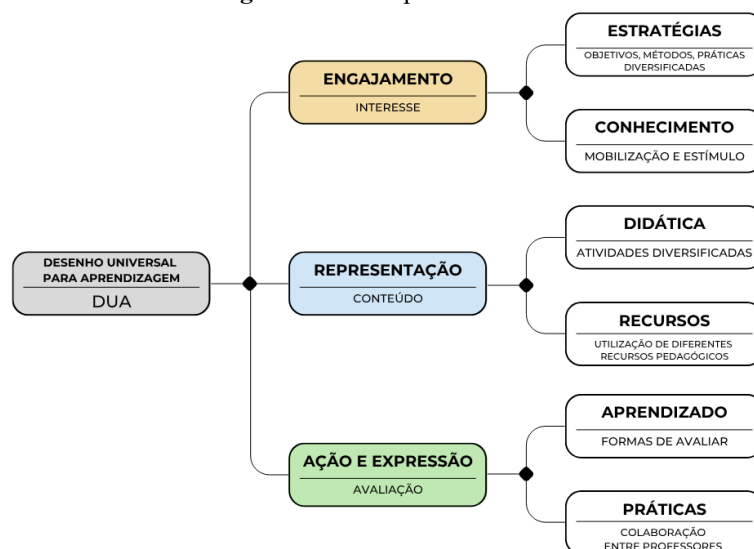 DESENHO UNIVERSAL
PARA APRENDIZAGEM
DUA
ENGAJAMENTO
INTERESSE
ESTRATÉGIAS
OBJETIVOS, MÉTODOS, PRÁTICAS
DIVERSIFICADAS
CONHECIMENTO
MOBILIZAÇÃO E ESTÍMULO
REPRESENTAÇÃO
CONTEÚDO
DIDÁTICA
ATIVIDADES DIVERSIFICADAS
RECURSOS
UTILIZAÇÃO DE DIFERENTES
RECURSOS PEDAGÓGICOS
AÇÃO E EXPRESSÃO
AVALIAÇÃO
APRENDIZADO
FORMAS DE AVALIAR
PRÁTICAS
COLABORAÇÃO
ENTRE PROFESSORES